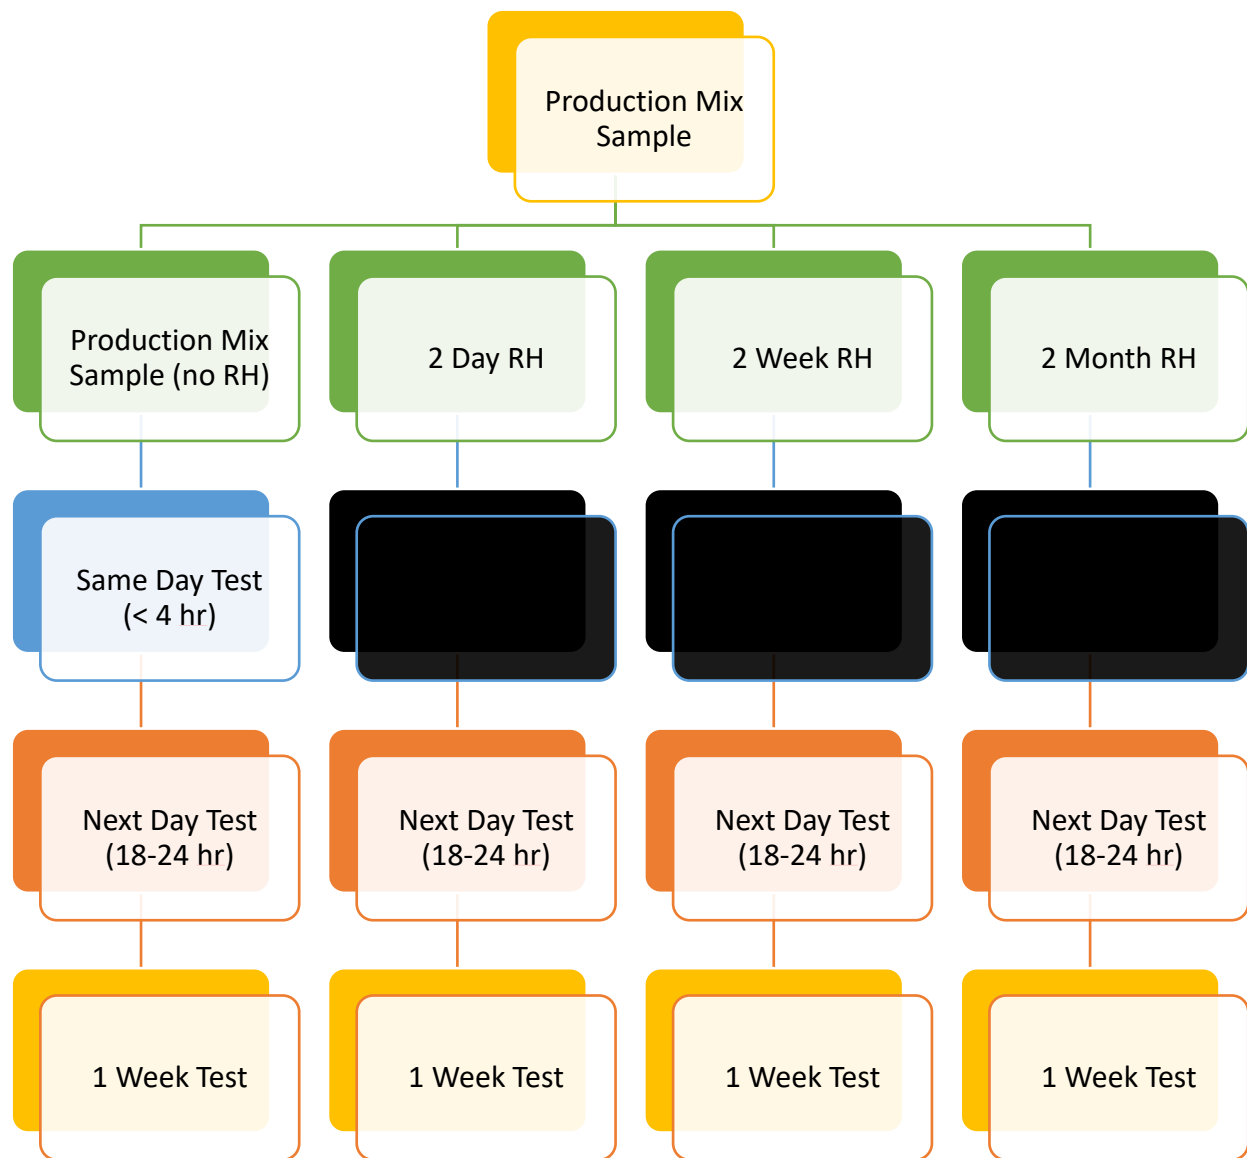 Production Mix
Sample
Production Mix
Sample (no RH)
2 Day RH
2 Week RH
2 Month RH
Same Day Test
(< 4 hr)
Next Day Test
(18-24 hr)
Next Day Test
(18-24 hr)
Next Day Test
(18-24 hr)
Next Day Test
(18-24 hr)
1 Week Test
1 Week Test
1 Week Test
1 Week Test